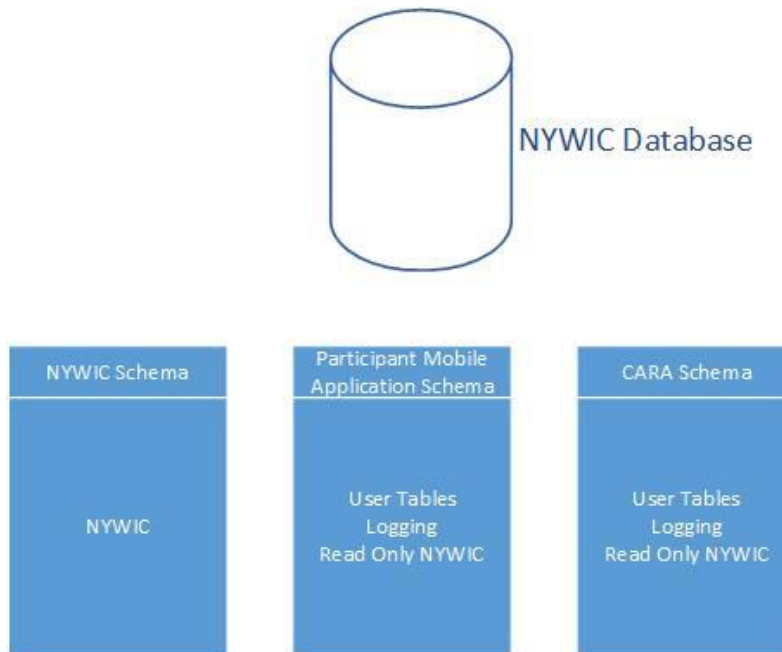 NYWIC Database
NYWIC Schema
NYWIC
Participant Mobile
Application Schema
User Tables
Logging
Read Only NYWIC
CARA Schema
User Tables
Logging
Read Only NYWIC